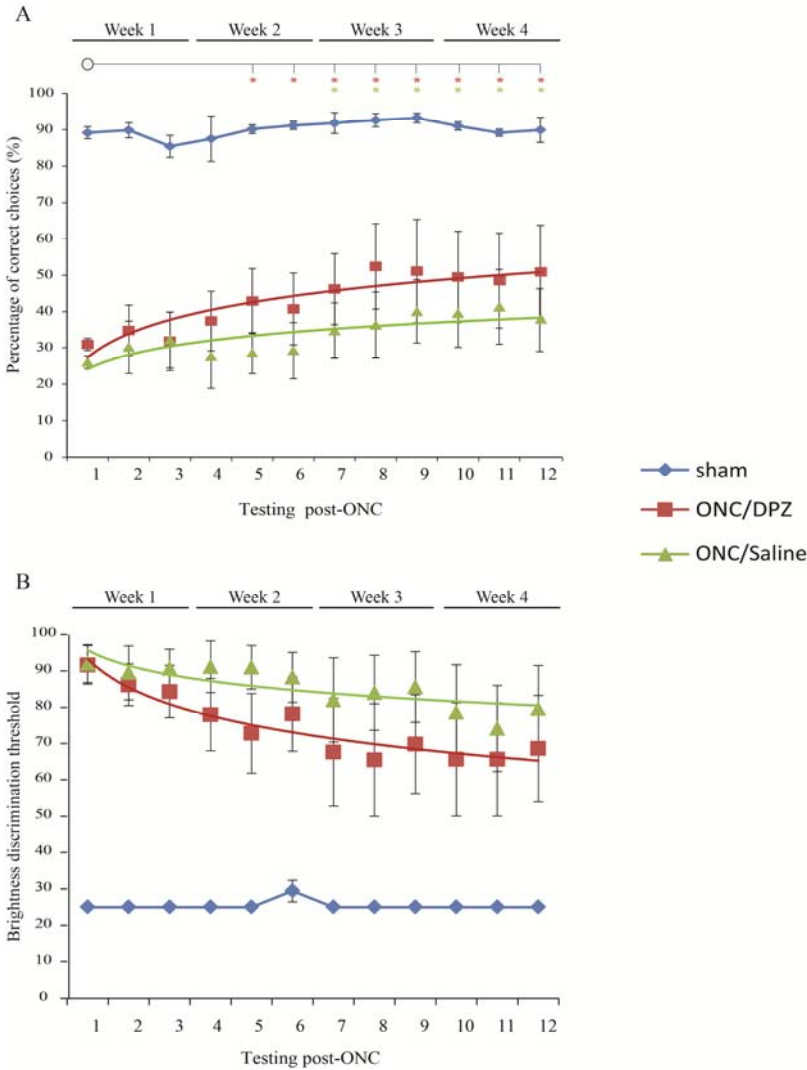 A
Week 1 Week 2 Week 3 Week 4
* * * * * * * *
* * * * * *
Percentage of correct choices (%)
100
90
80
70
60
50
40
30
20
10
0
1 2 3 4 5 6 7 8 9 10 11 12
Testing post-ONC
sham
ONC/DPZ
ONC/Saline
B
Week 1 Week 2 Week 3 Week 4
Brightness discrimination threshold
100
90
80
70
60
50
40
30
20
10
0
1 2 3 4 5 6 7 8 9 10 11 12
Testing post-ONC